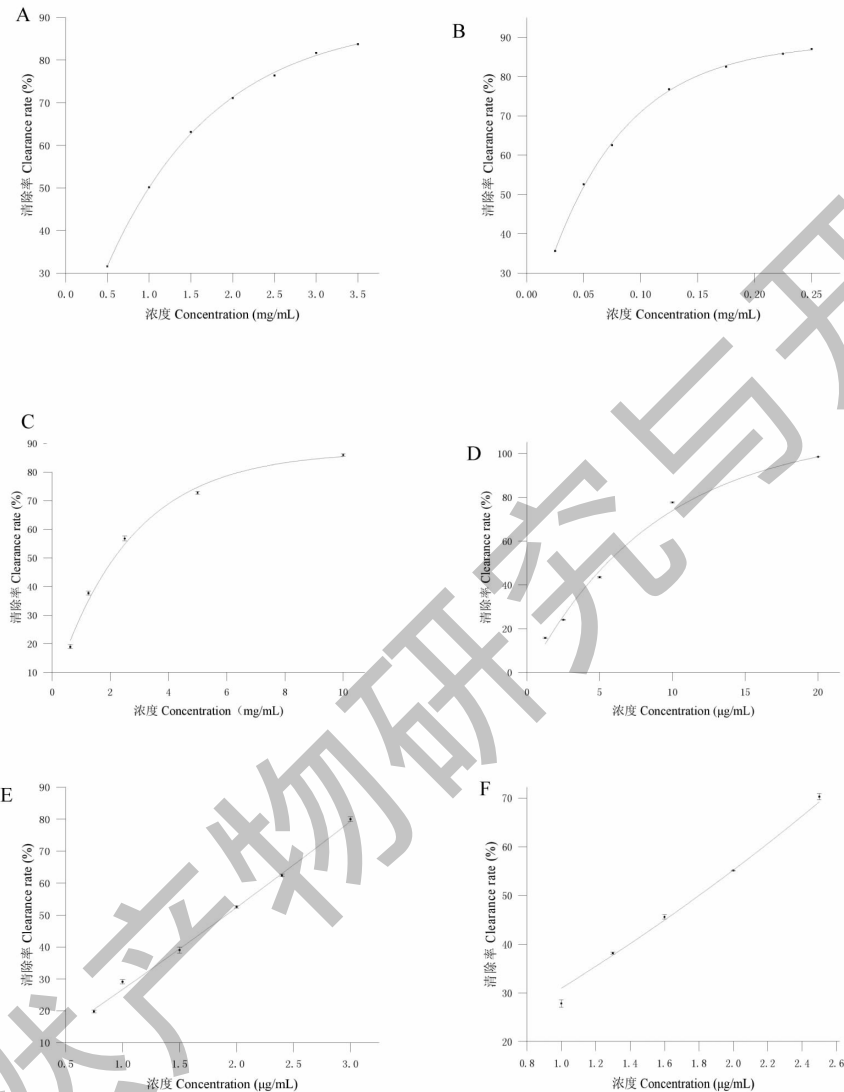 A
90
80
70
60
50
40
30
0.0 0.5 1.0 1.5 2.0 2.5 3.0 3.5
清除率 Clearance rate (%)
浓度 Concentration (mg/mL)
B
90
80
70
60
50
40
30
0.00 0.05 0.10 0.15 0.20 0.25
清除率 Clearance rate (%)
浓度 Concentration (mg/mL)
C
90
80
70
60
50
40
30
20
10
0 2 4 6 8 10
清除率 Clearance rate (%)
浓度 Concentration（mg/mL)
D
100
80
60
40
20
0
0 5 10 15 20
清除率 Clearance rate (%)
浓度 Concentration (μg/mL)
E
90
80
70
60
50
40
30
20
10
0.5 1.0 1.5 2.0 2.5 3.0
清除率 Clearance rate (%)
浓度 Concentration (μg/mL)
F
70
60
50
40
30
20
0.8 1.0 1.2 1.4 1.6 1.8 2.0 2.2 2.4 2.6
清除率 Clearance rate (%)
浓度 Concentration (μg/mL)
产物研究与开